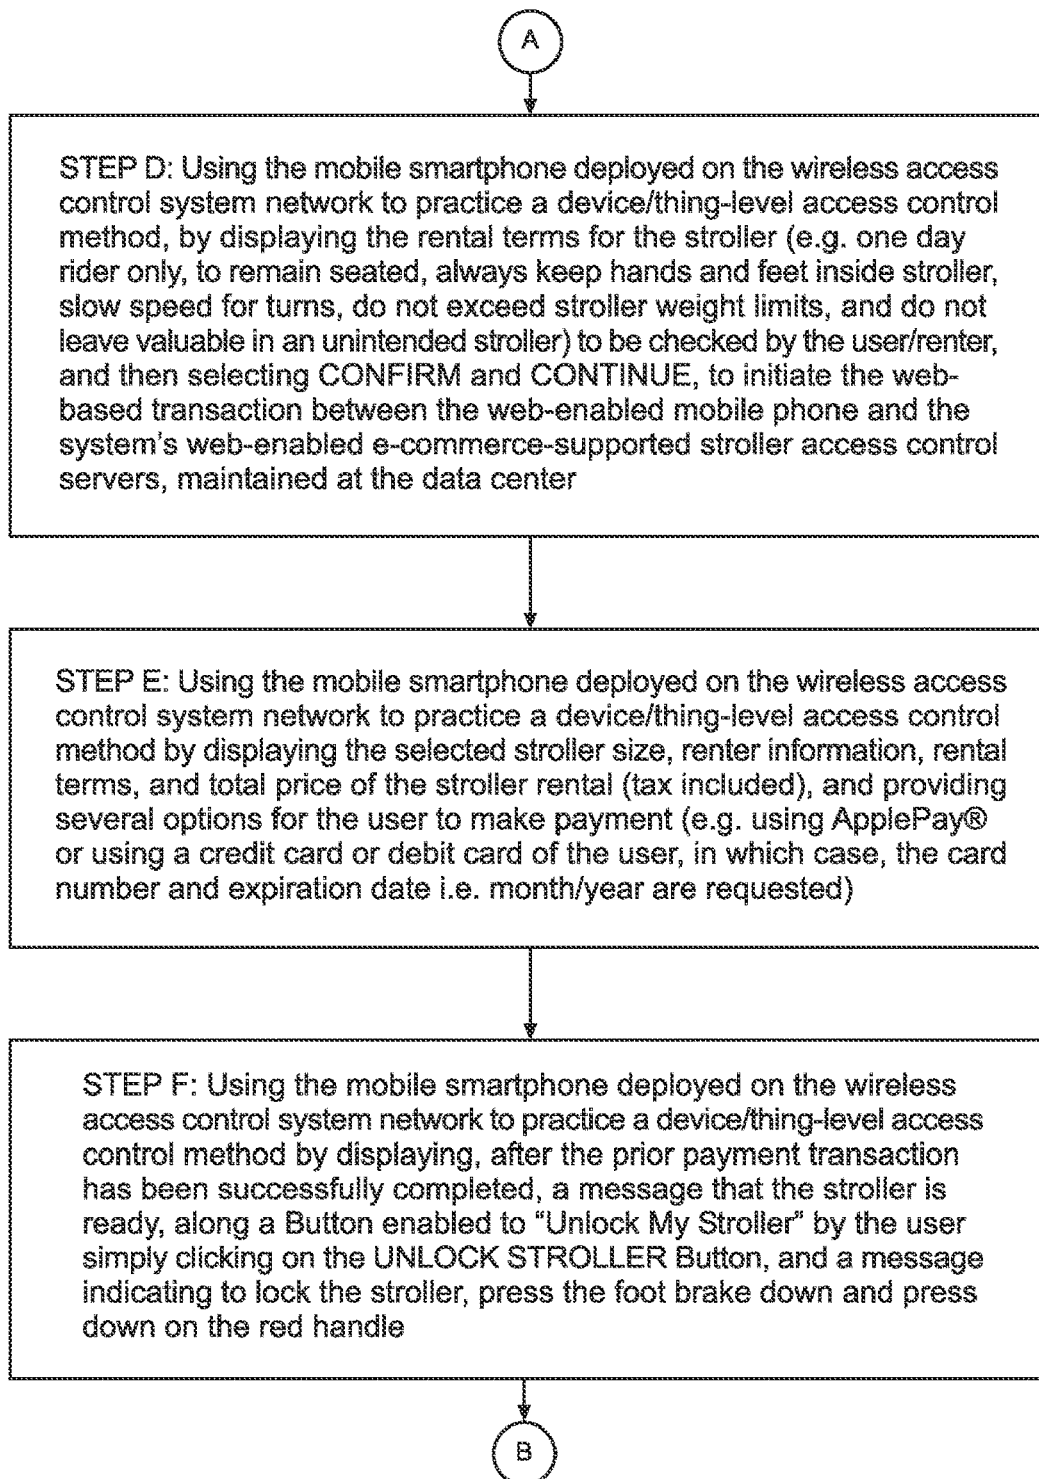 A
STEP D: Using the mobile smartphone deployed on the wireless access
control system network to practice a device/thing-level access control
method, by displaying the rental terms for the stroller (e.g. one day
rider only, to remain seated, always keep hands and feet inside stroller,
slow speed for turns, do not exceed stroller weight limits, and do not
leave valuable in an unintended stroller) to be checked by the user/renter,
and then selecting CONFIRM and CONTINUE, to initiate the web-
based transaction between the web-enabled mobile phone and the
system's web-enabled e-commerce-supported stroller access control
servers, maintained at the data center
STEP E: Using the mobile smartphone deployed on the wireless access
control system network to practice a device/thing-level access control
method by displaying the selected stroller size, renter information, rental
terms, and total price of the stroller rental (tax included), and providing
several options for the user to make payment (e.g. using ApplePay®
or using a credit card or debit card of the user, in which case, the card
number and expiration date i.e. month/year are requested)
STEP F: Using the mobile smartphone deployed on the wireless
access control system network to practice a device/thing-level access
control method by displaying, after the prior payment transaction
has been successfully completed, a message that the stroller is
ready, along a Button enabled to “Unlock My Stroller” by the user
simply clicking on the UNLOCK STROLLER Button, and a message
indicating to lock the stroller, press the foot brake down and press
down on the red handle
B